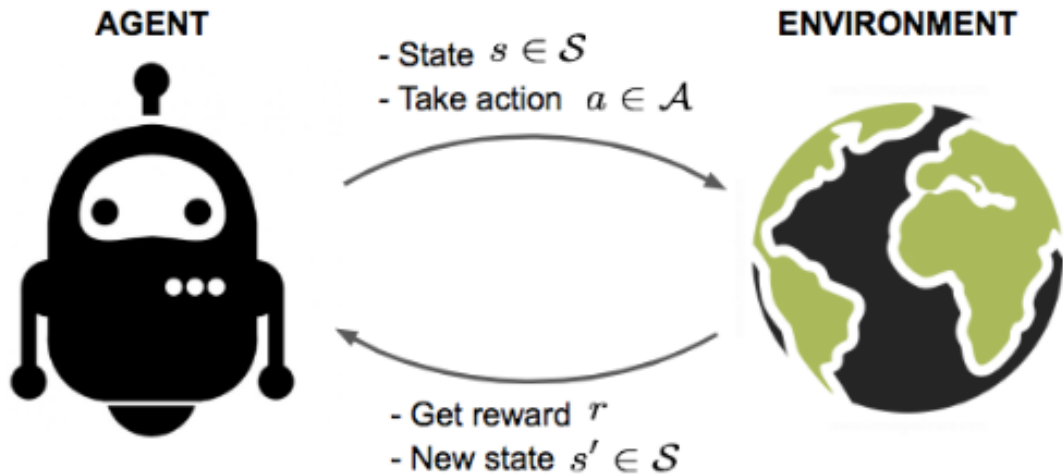 AGENT
ENVIRONMENT
- State s ∈ 𝒮
- Take action a ∈ 𝒜
- Get reward r
- New state s′ ∈ 𝒮